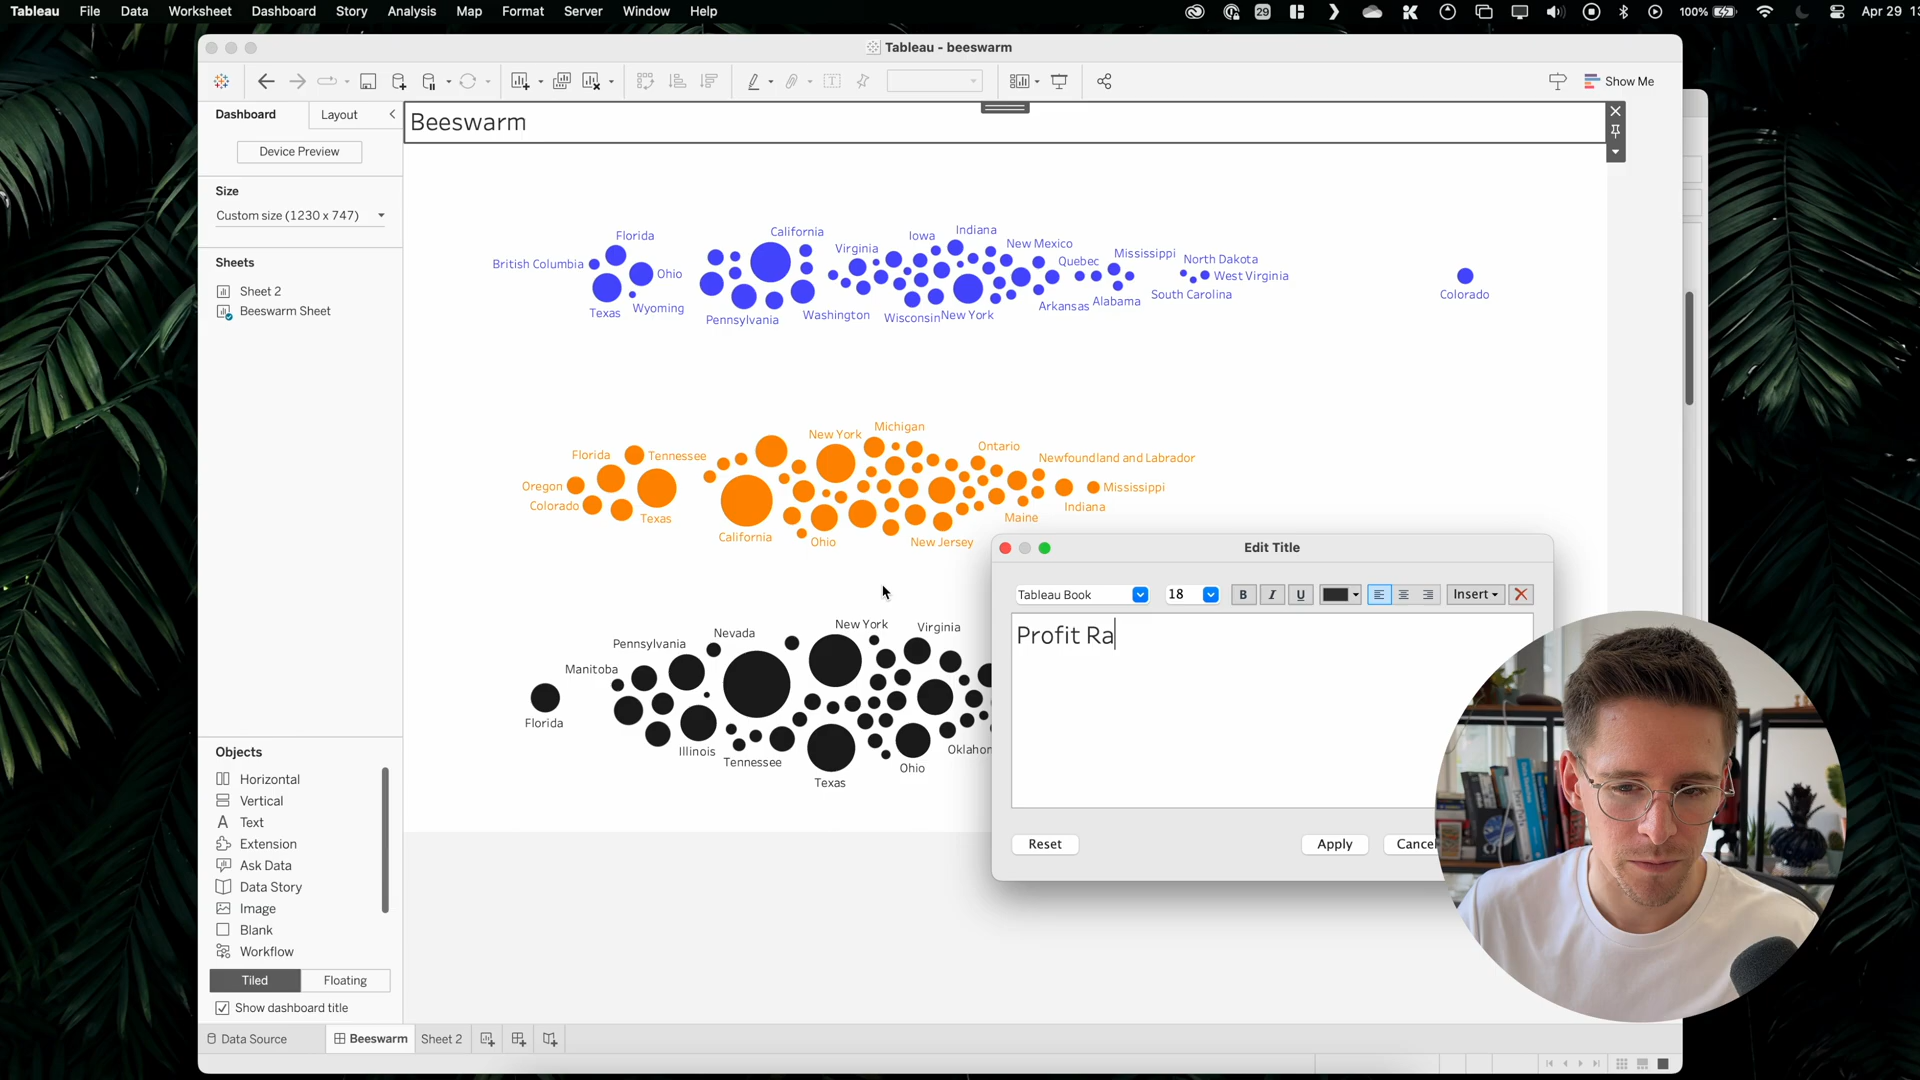 Tableau File Data Worksheet Dashboard Story Analysis Map Format Server Window Help
29 100% Apr 29
Tableau - beeswarm
Show Me
Dashboard Layout
Device Preview
Size
Custom size (1230 x 747)
Sheets
Sheet 2
Beeswarm Sheet
Beeswarm
Florida
California
Virginia
Iowa
Indiana
New Mexico
Mississippi
North Dakota
British Columbia
Ohio
Quebec
West Virginia
Texas
Wyoming
Pennsylvania
Washington
Wisconsin
New York
Arkansas
Alabama
South Carolina
Colorado
Florida
Tennessee
New York
Michigan
Ontario
Newfoundland and Labrador
Oregon
Mississippi
Colorado
Texas
Maine
Indiana
California
Ohio
New Jersey
Pennsylvania
Nevada
New York
Virginia
Manitoba
Florida
Illinois
Tennessee
Oklahom
Ohio
Texas
Edit Title
Tableau Book 18 B I U Insert
Profit Ra
Reset Apply Cance
Objects
Horizontal
Vertical
A Text
Extension
Ask Data
Data Story
Image
Blank
Workflow
Tiled Floating
Show dashboard title
Data Source Beeswarm Sheet 2